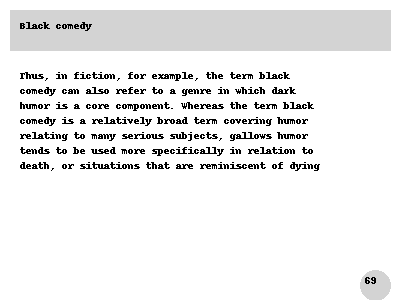 Black comedy
Thus, in fiction, for example, the term black
comedy can also refer to a genre in which dark
humor is a core component. Whereas the term black
comedy is a relatively broad term covering humor
relating to many serious subjects, gallows humor
tends to be used more specifically in relation to
death, or situations that are reminiscent of dying
69